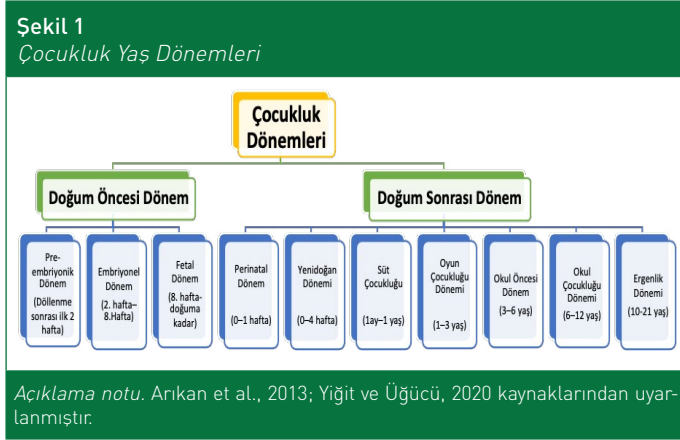 Şekil 1
Çocukluk Yaş Dönemleri
Çocukluk
Dönemleri
Doğum Öncesi Dönem
Doğum Sonrası Dönem
Pre-
embriyonik
Dönem
(Döllenme
sonrası ilk 2
hafta)
Embriyonel
Dönem
(2. hafta–
8.Hafta)
Fetal
Dönem
(8. hafta-
doğuma
kadar)
Perinatal
Dönem
(0–1 hafta)
Yenidoğan
Dönemi
(0–4 hafta)
Süt
Çocukluğu
(1ay–1 yaş)
Oyun
Çocukluğu
Dönemi
(1–3 yaş)
Okul Öncesi
Dönem
(3–6 yaş)
Okul
Çocukluğu
Dönemi
(6–12 yaş)
Ergenlik
Dönemi
(10-21 yaş)
Açıklama notu. Arıkan et al., 2013; Yiğit ve Üğücü, 2020 kaynaklarından uyar-
lanmıştır.